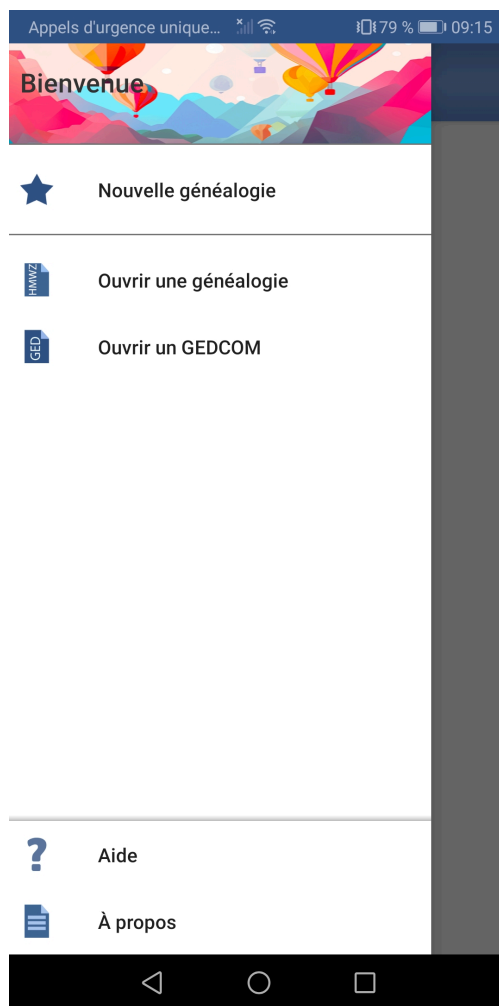 Appels d'urgence unique... 79 % 09:15
Bienvenue
Nouvelle généalogie
HMWZ
Ouvrir une généalogie
GED
Ouvrir un GEDCOM
?
Aide
À propos